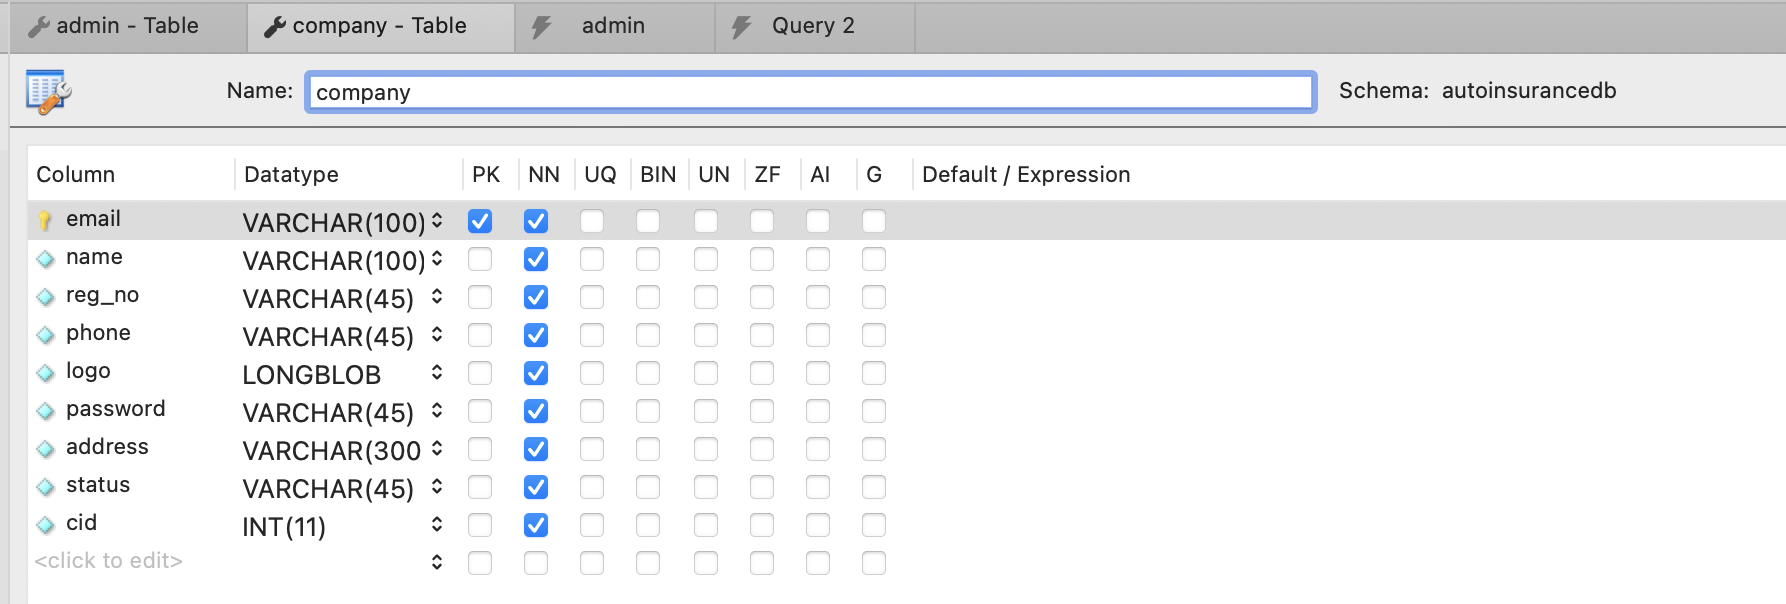 admin - Table company - Table admin Query 2
Name: company Schema: autoinsurancedb
Column Datatype PK NN UQ BIN UN ZF AI G Default / Expression
email VARCHAR(100)
name VARCHAR(100)
reg_no VARCHAR(45)
phone VARCHAR(45)
logo LONGBLOB
password VARCHAR(45)
address VARCHAR(300
status VARCHAR(45)
cid INT(11)
<click to edit>